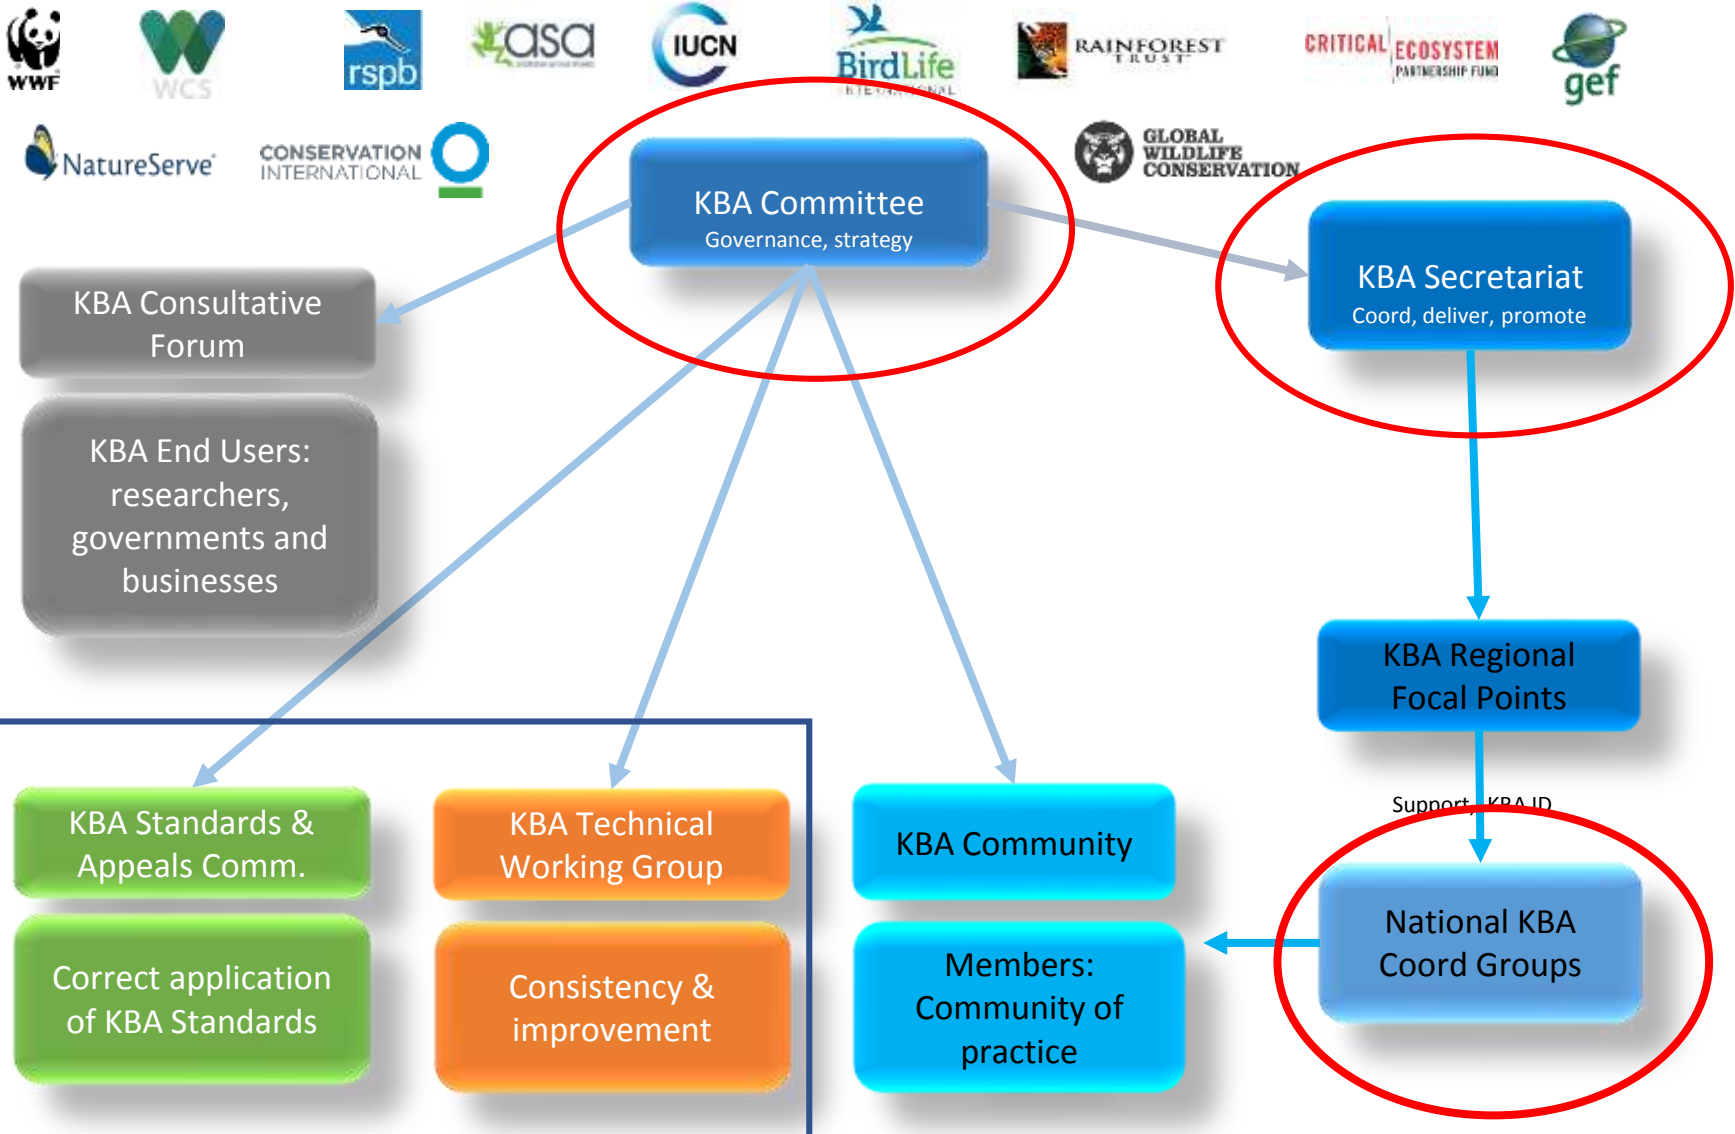 WWF
WCS
rspb
asa
IUCN
BirdLife
INTERNATIONAL
RAINFOREST
TRUST
CRITICAL ECOSYSTEM
PARTNERSHIP FUND
gef
NatureServe
CONSERVATION
INTERNATIONAL
GLOBAL
WILDLIFE
CONSERVATION
KBA Committee
Governance, strategy
KBA Secretariat
Coord, deliver, promote
KBA Consultative
Forum
KBA End Users:
researchers,
governments and
businesses
KBA Regional
Focal Points
Support, KBA ID
KBA Standards &
Appeals Comm.
KBA Technical
Working Group
KBA Community
National KBA
Coord Groups
Correct application
of KBA Standards
Consistency &
improvement
Members:
Community of
practice